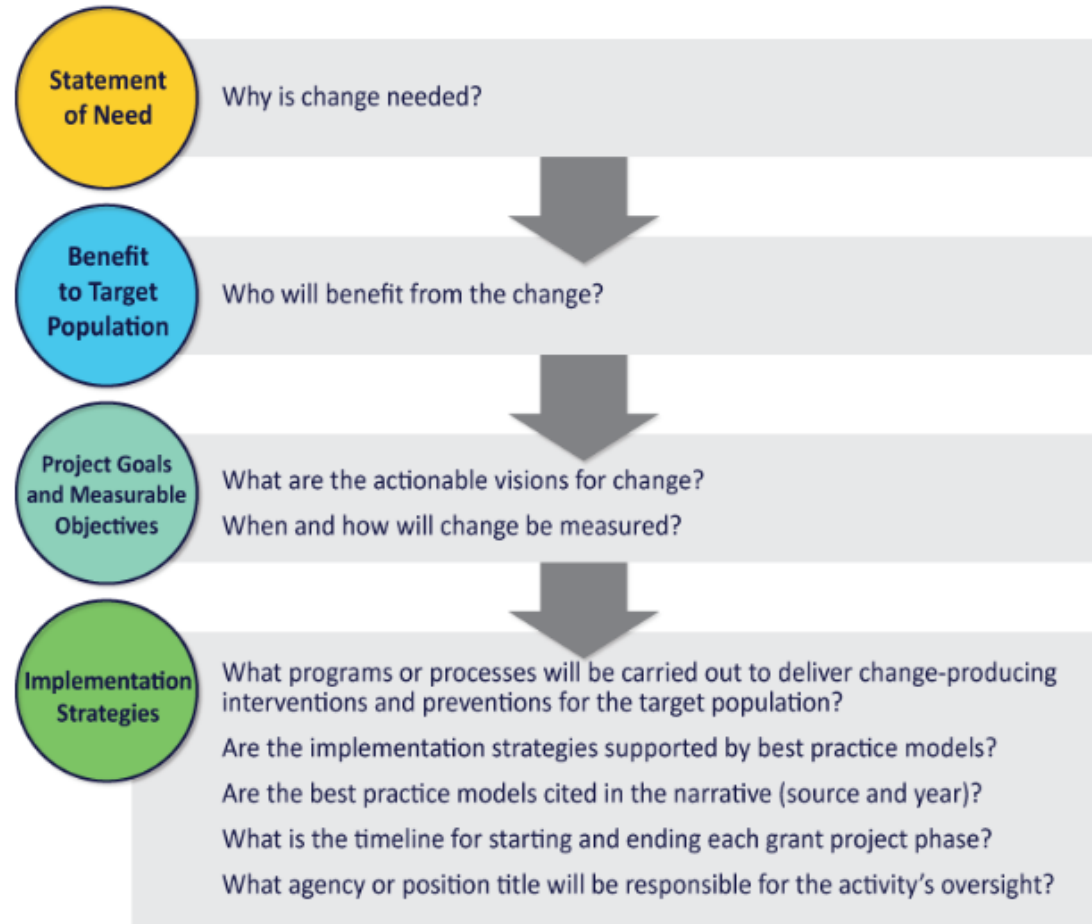 Statement
of Need
Why is change needed?
Benefit
to Target
Population
Who will benefit from the change?
Project Goals
and Measurable
Objectives
What are the actionable visions for change?
When and how will change be measured?
Implementation
Strategies
What programs or processes will be carried out to deliver change-producing
interventions and preventions for the target population?
Are the implementation strategies supported by best practice models?
Are the best practice models cited in the narrative (source and year)?
What is the timeline for starting and ending each grant project phase?
What agency or position title will be responsible for the activity's oversight?